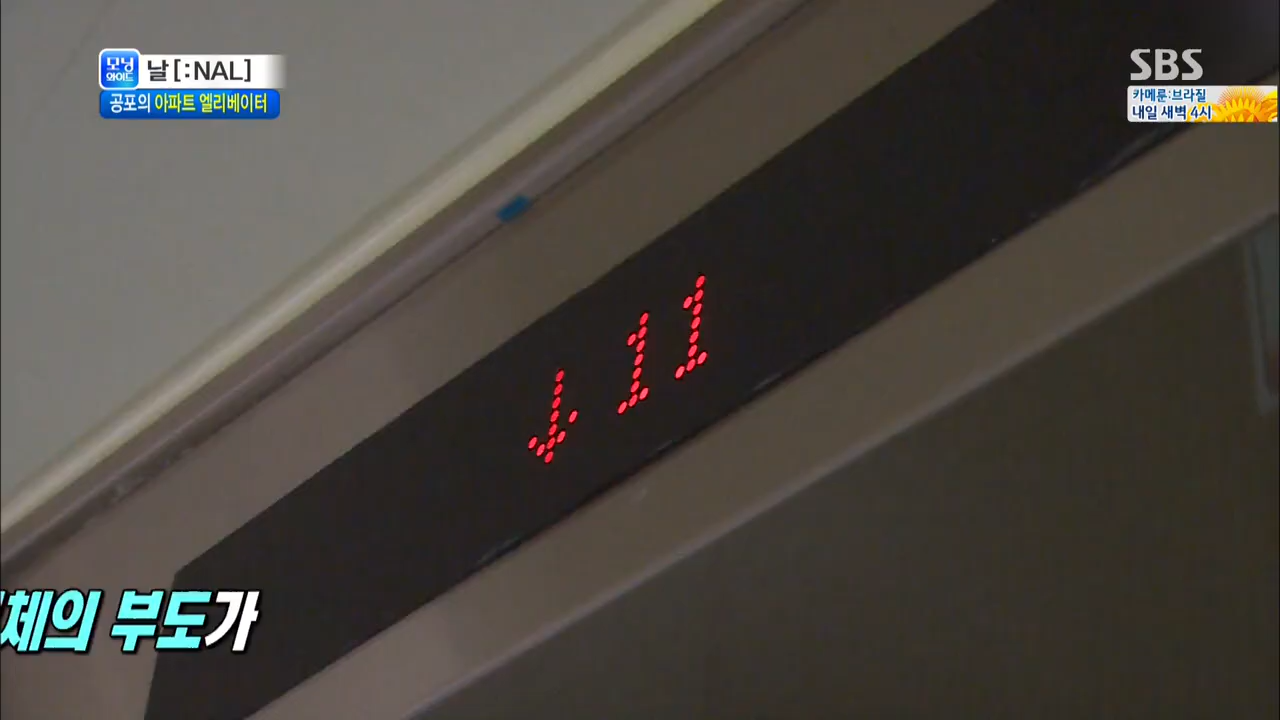 모닝
와이드
날[:NAL]
공포의 아파트 엘리베이터
SBS
카메룬:브라질
내일 새벽 4시
↓11
체의 부도가